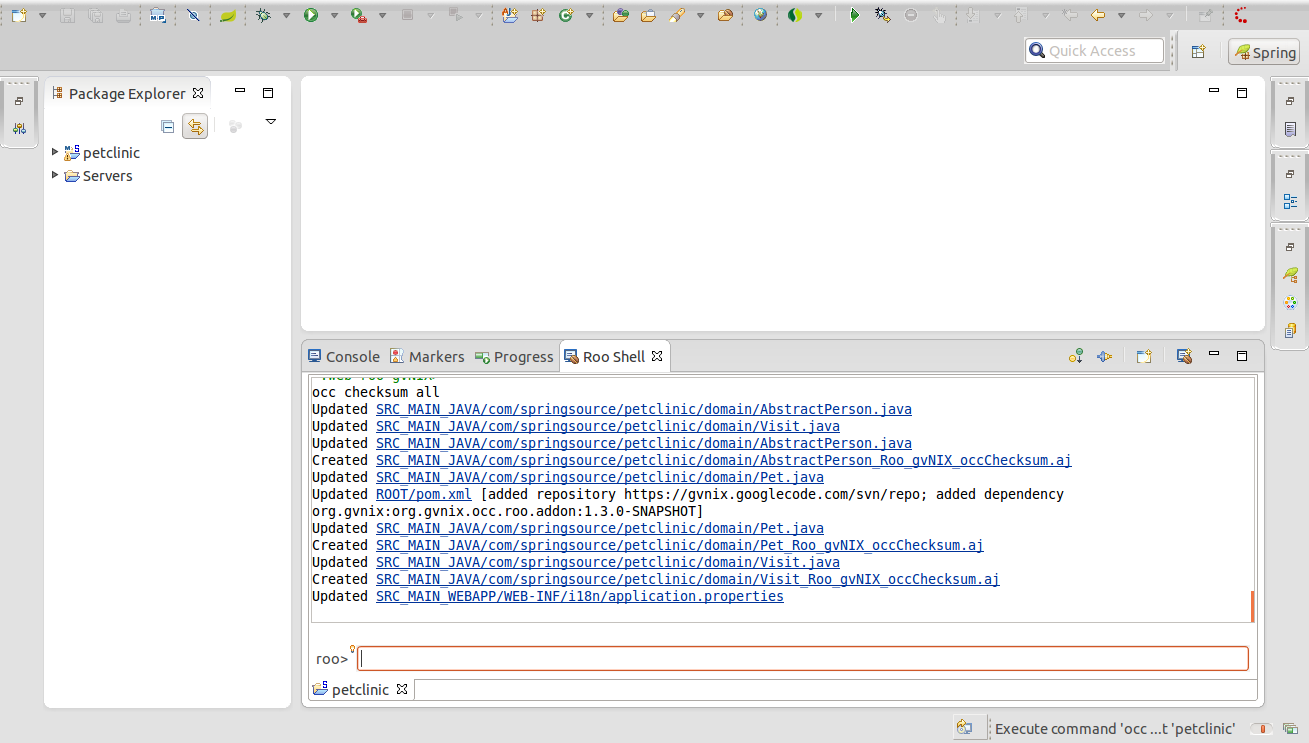 Quick Access
Spring
Package Explorer
petclinic
Servers
Console Markers Progress Roo Shell
occ checksum all
Updated SRC_MAIN_JAVA/com/springsource/petclinic/domain/AbstractPerson.java
Updated SRC_MAIN_JAVA/com/springsource/petclinic/domain/Visit.java
Updated SRC_MAIN_JAVA/com/springsource/petclinic/domain/AbstractPerson.java
Created SRC_MAIN_JAVA/com/springsource/petclinic/domain/AbstractPerson_Roo_gvNIX_occChecksum.aj
Updated SRC_MAIN_JAVA/com/springsource/petclinic/domain/Pet.java
Updated ROOT/pom.xml [added repository https://gvnix.googlecode.com/svn/repo; added dependency
org.gvnix:org.gvnix.occ.roo.addon:1.3.0-SNAPSHOT]
Updated SRC_MAIN_JAVA/com/springsource/petclinic/domain/Pet.java
Created SRC_MAIN_JAVA/com/springsource/petclinic/domain/Pet_Roo_gvNIX_occChecksum.aj
Updated SRC_MAIN_JAVA/com/springsource/petclinic/domain/Visit.java
Created SRC_MAIN_JAVA/com/springsource/petclinic/domain/Visit_Roo_gvNIX_occChecksum.aj
Updated SRC_MAIN_WEBAPP/WEB-INF/i18n/application.properties
roo>
petclinic
Execute command 'occ ...t 'petclinic'